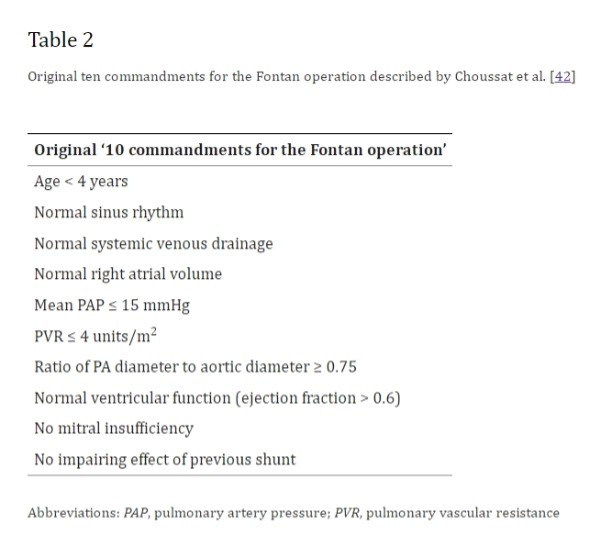 Table 2
Original ten commandments for the Fontan operation described by Choussat et al. [42]
Original ‘10 commandments for the Fontan operation’
Age < 4 years
Normal sinus rhythm
Normal systemic venous drainage
Normal right atrial volume
Mean PAP ≤ 15 mmHg
PVR ≤ 4 units/m²
Ratio of PA diameter to aortic diameter ≥ 0.75
Normal ventricular function (ejection fraction > 0.6)
No mitral insufficiency
No impairing effect of previous shunt
Abbreviations: PAP, pulmonary artery pressure; PVR, pulmonary vascular resistance